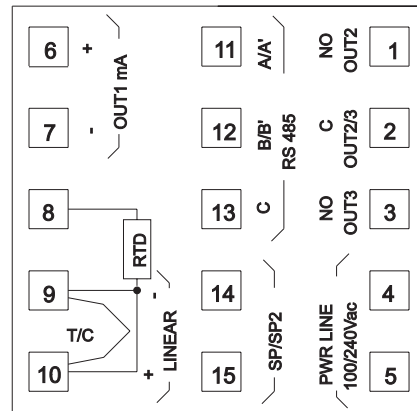 6 + 11 A/A' NO OUT2 1
OUT1 mA
7 - 12 B/B' RS 485 C OUT2/3 2
8 13 C NO OUT3 3
RTD
9 - 14 4
T/C LINEAR SP/SP2 PWR LINE 100/240Vac
10 + 15 5